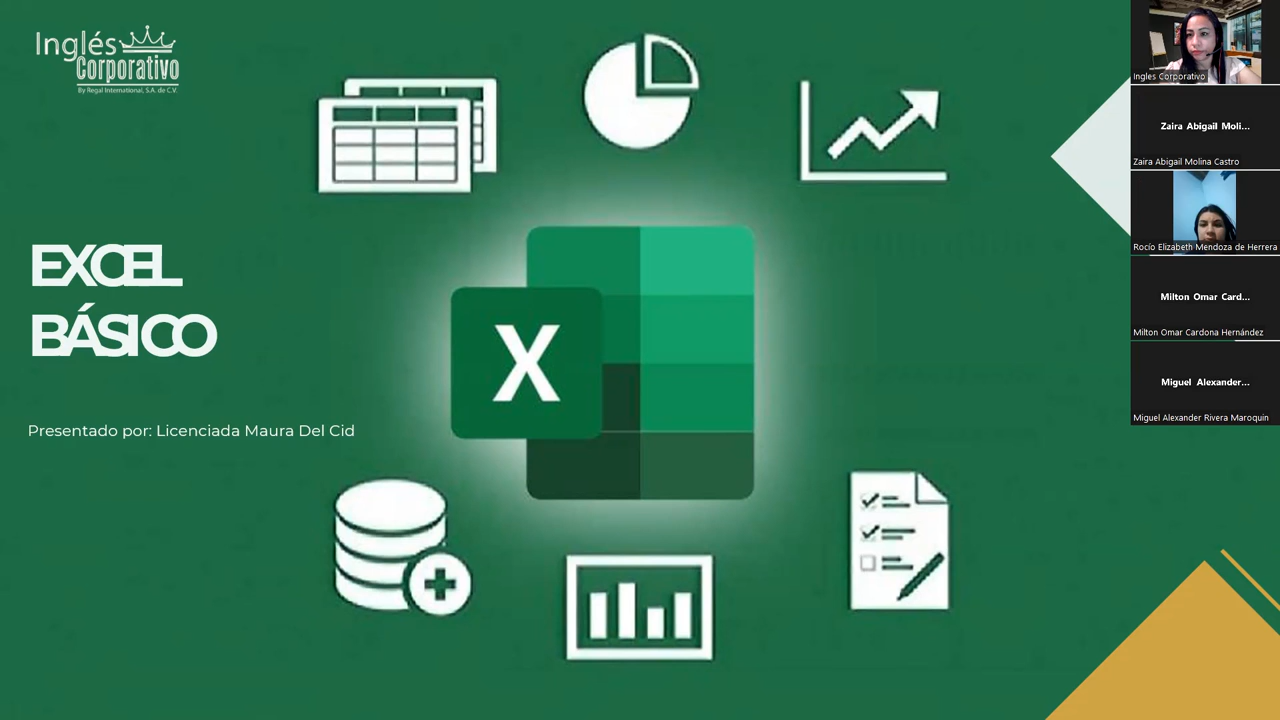 Inglés
Corporativo
By Regal International, S.A. de C.V.
EXCEL
BÁSICO
Presentado por: Licenciada Maura Del Cid
X
Ingles Corporativo
Zaira Abigail Moli...
Zaira Abigail Molina Castro
Rocío Elizabeth Mendoza de Herrera
Milton Omar Card...
Milton Omar Cardona Hernández
Miguel Alexander...
Miguel Alexander Rivera Maroquin